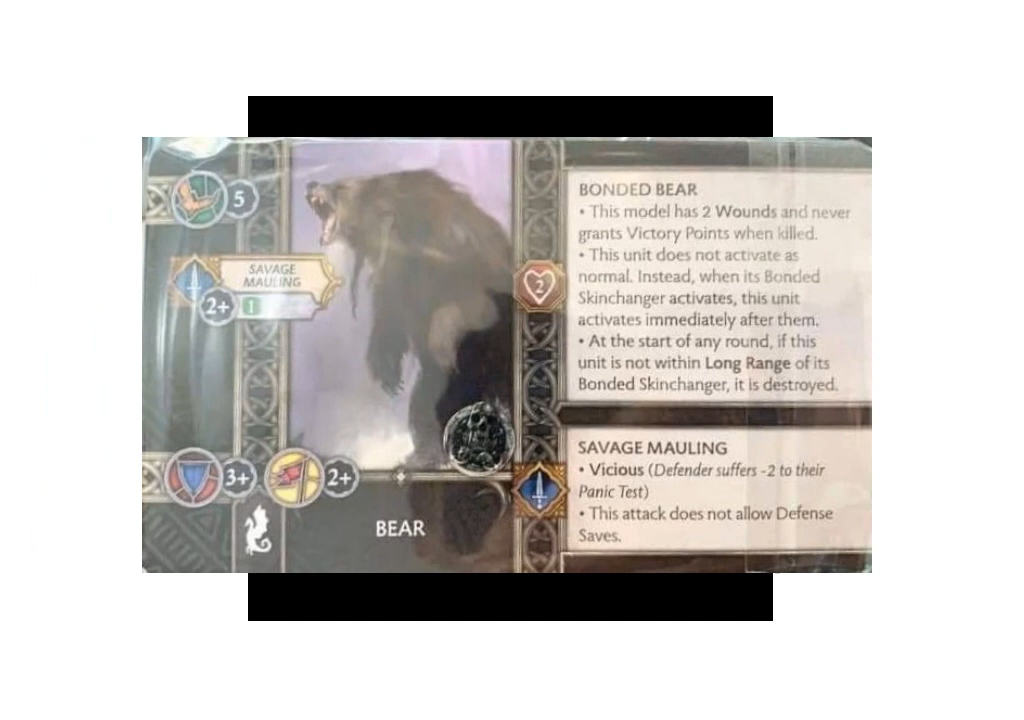 5
SAVAGE
MAULING
2+
1
3+
2+
BEAR
2
BONDED BEAR
• This model has 2 Wounds and never
grants Victory Points when killed.
• This unit does not activate as
normal. Instead, when its Bonded
Skinchanger activates, this unit
activates immediately after them.
• At the start of any round, if this
unit is not within Long Range of its
Bonded Skinchanger, it is destroyed.
SAVAGE MAULING
• Vicious (Defender suffers -2 to their
Panic Test)
• This attack does not allow Defense
Saves.